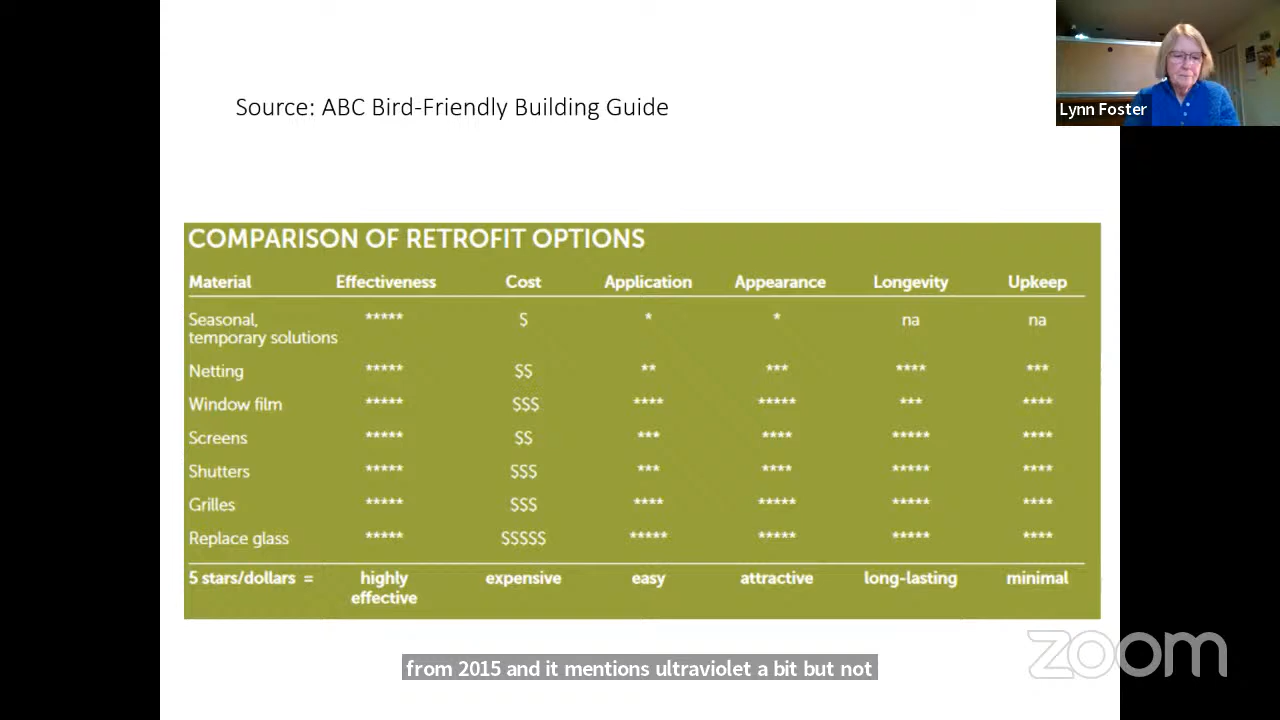 Lynn Foster
Source: ABC Bird-Friendly Building Guide
COMPARISON OF RETROFIT OPTIONS
Material Effectiveness Cost Application Appearance Longevity Upkeep
Seasonal, ***** $ * * na na
temporary solutions
Netting ***** $$ ** *** **** ***
Window film ***** $$$ **** ***** *** ****
Screens ***** $$ *** **** ***** ****
Shutters ***** $$$ *** **** ***** ****
Grilles ***** $$$ **** ***** ***** ****
Replace glass ***** $$$$$ ***** ***** ***** ****
5 stars/dollars = highly expensive easy attractive long-lasting minimal
effective
from 2015 and it mentions ultraviolet a bit but not
zoom